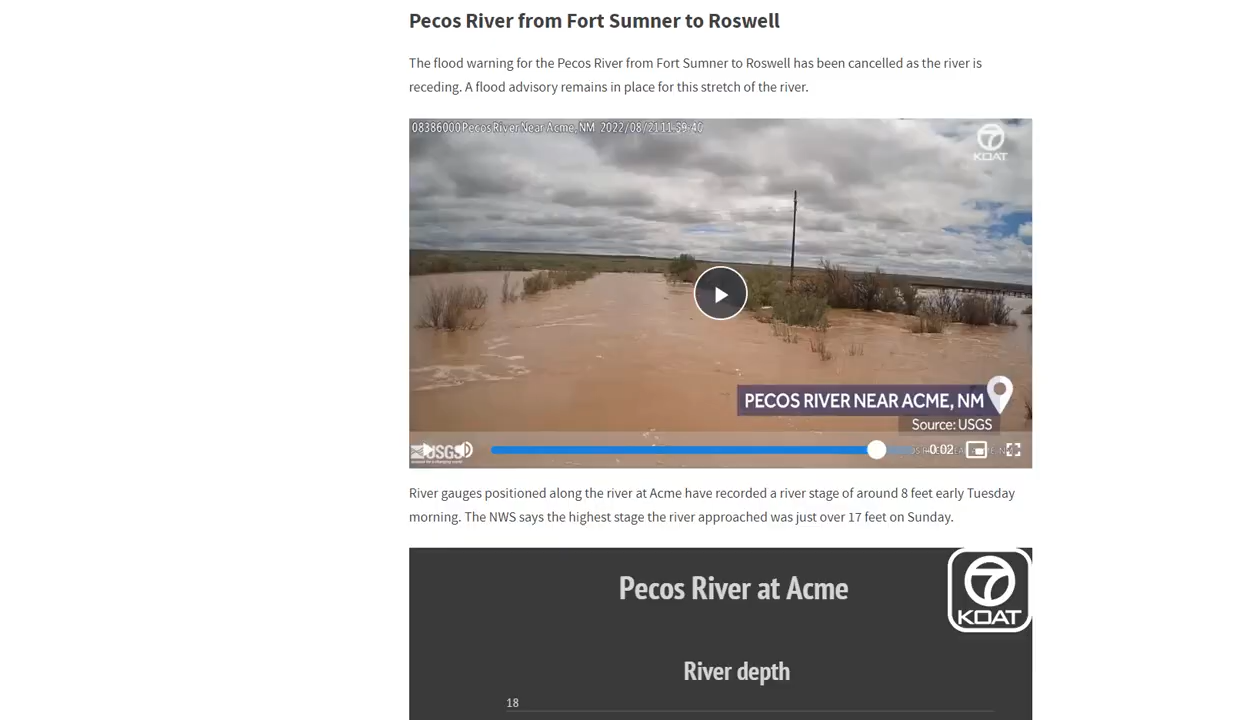 Pecos River from Fort Sumner to Roswell
The flood warning for the Pecos River from Fort Sumner to Roswell has been cancelled as the river is
receding. A flood advisory remains in place for this stretch of the river.
08386000 Pecos River Near Acme, NM 2022/08/21 11:59:40
7
KOAT
PECOS RIVER NEAR ACME, NM
Source: USGS
USGS
-0:02
River gauges positioned along the river at Acme have recorded a river stage of around 8 feet early Tuesday
morning. The NWS says the highest stage the river approached was just over 17 feet on Sunday.
Pecos River at Acme
7
KOAT
River depth
18